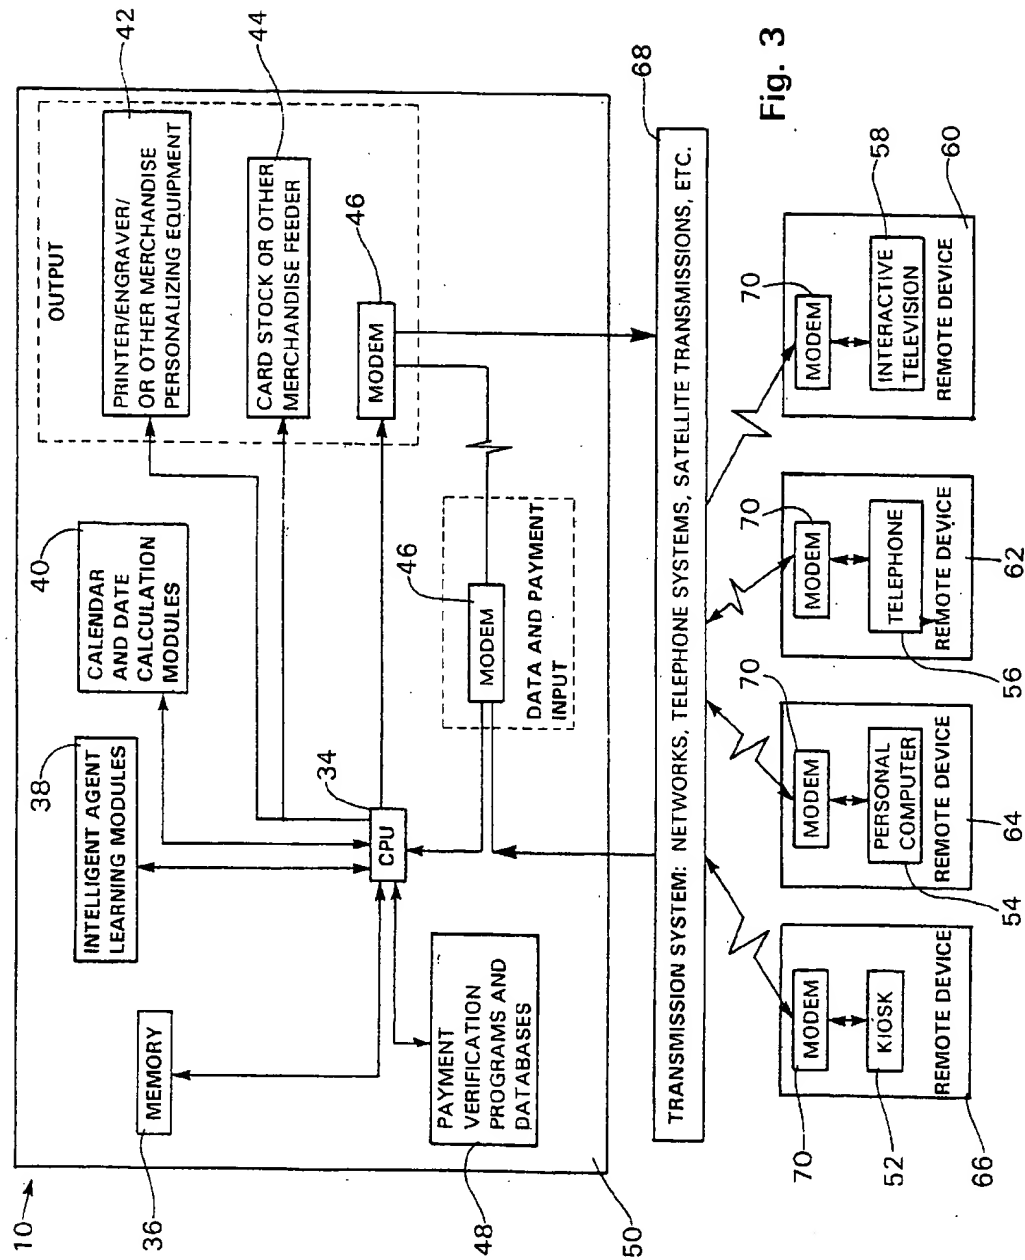 10
36
MEMORY
38
INTELLIGENT AGENT
LEARNING MODULES
40
CALENDAR
AND DATE
CALCULATION
MODULES
OUTPUT
42
PRINTER/ENGRAVER/
OR OTHER MERCHANDISE
PERSONALIZING EQUIPMENT
44
CARD STOCK OR OTHER
MERCHANDISE FEEDER
46
MODEM
34
CPU
48
PAYMENT
VERIFICATION
PROGRAMS AND
DATABASES
46
MODEM
DATA AND PAYMENT
INPUT
50
68
TRANSMISSION SYSTEM: NETWORKS, TELEPHONE SYSTEMS, SATELLITE TRANSMISSIONS, ETC.
70
MODEM
52
KIOSK
REMOTE DEVICE
66
70
MODEM
54
PERSONAL
COMPUTER
REMOTE DEVICE
64
70
MODEM
56
TELEPHONE
REMOTE DEVICE
62
70
MODEM
58
INTERACTIVE
TELEVISION
REMOTE DEVICE
60
Fig. 3